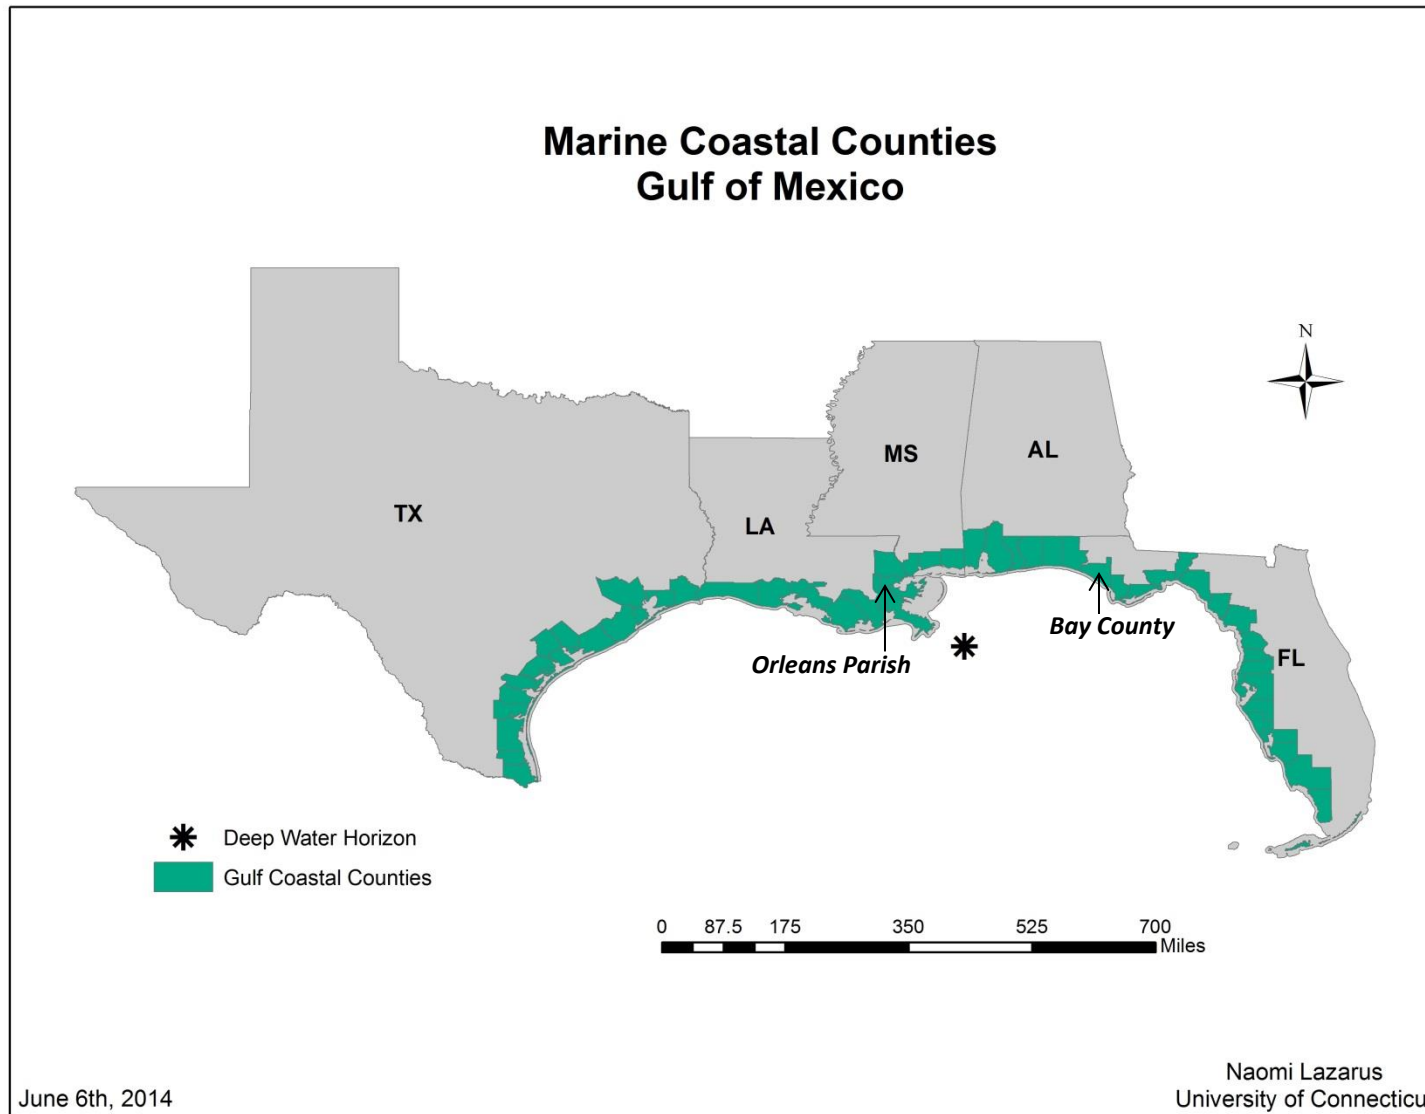 Marine Coastal Counties
Gulf of Mexico
N
MS
AL
TX
LA
Bay County
Orleans Parish
FL
Deep Water Horizon
Gulf Coastal Counties
0 87.5 175 350 525 700
Miles
Naomi Lazarus
June 6th, 2014
University of Connecticu